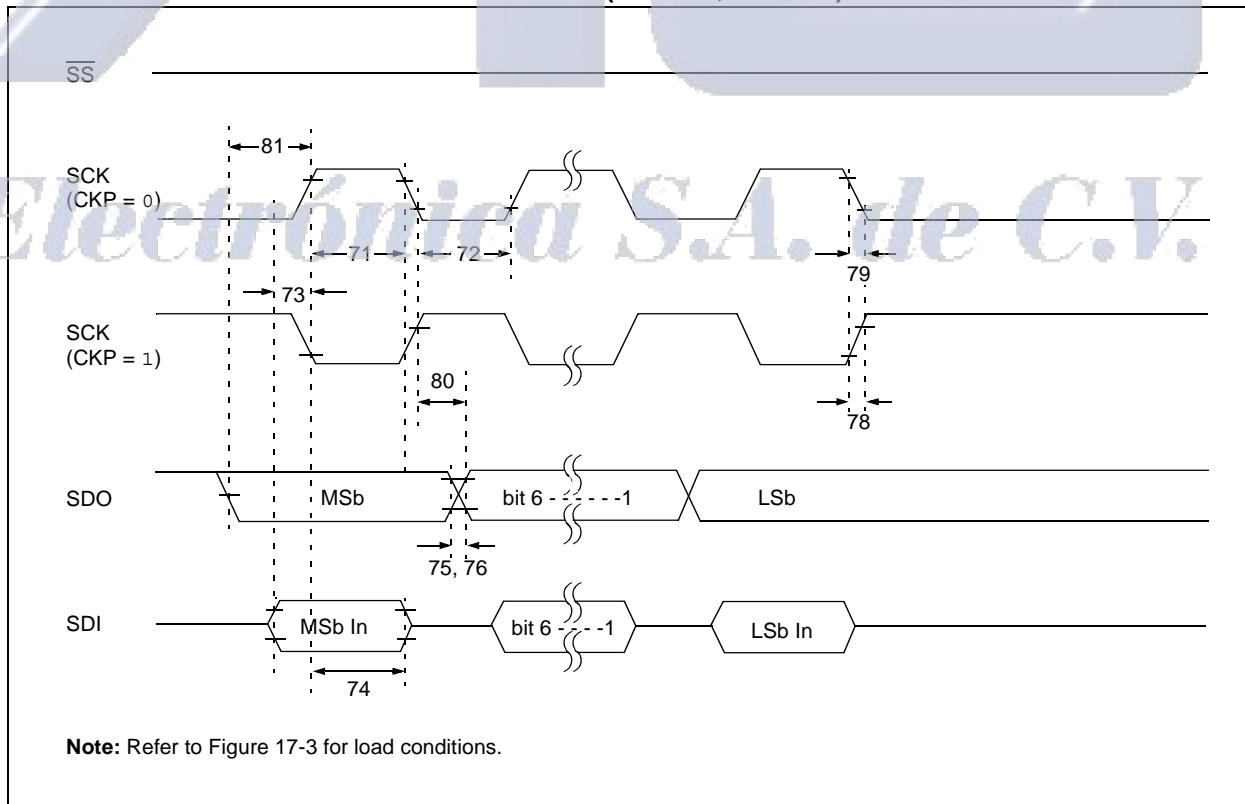 SS
81
SCK
(CKP = 0)
71
72
79
73
SCK
(CKP = 1)
80
78
SDO
MSb
bit 6 - - - - - - -1
LSb
75, 76
SDI
MSb In
bit 6 - - - - -1
LSb In
74
Note: Refer to Figure 17-3 for load conditions.
Electrónica S.A. de C.V.